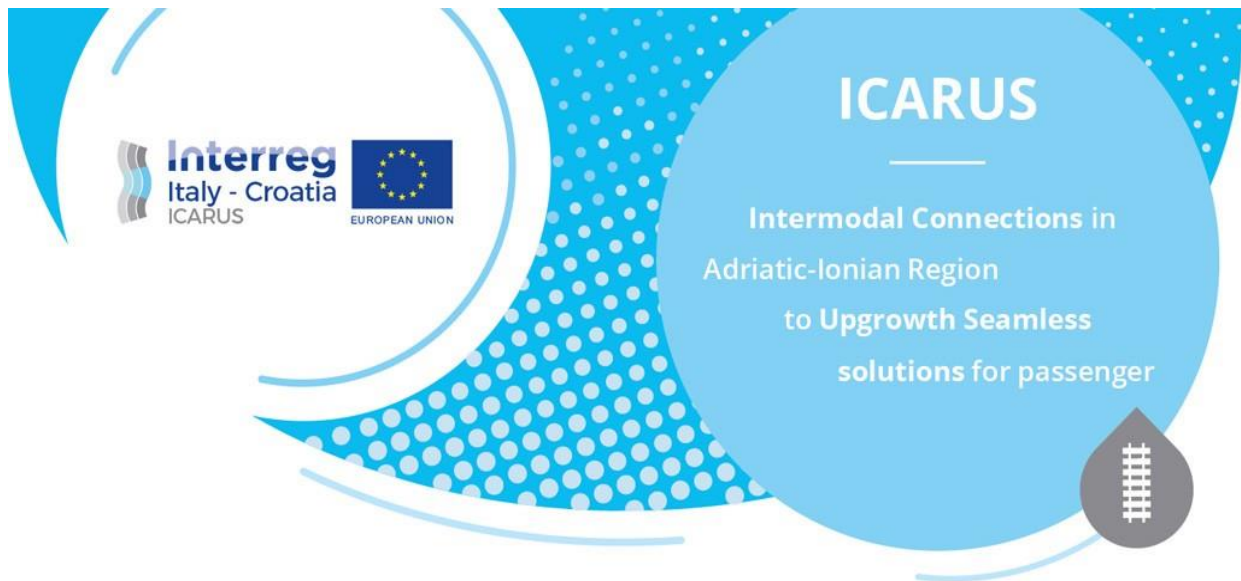 Interreg
Italy - Croatia
ICARUS
EUROPEAN UNION
ICARUS
Intermodal Connections in
Adriatic-Ionian Region
to Upgrowth Seamless
solutions for passenger